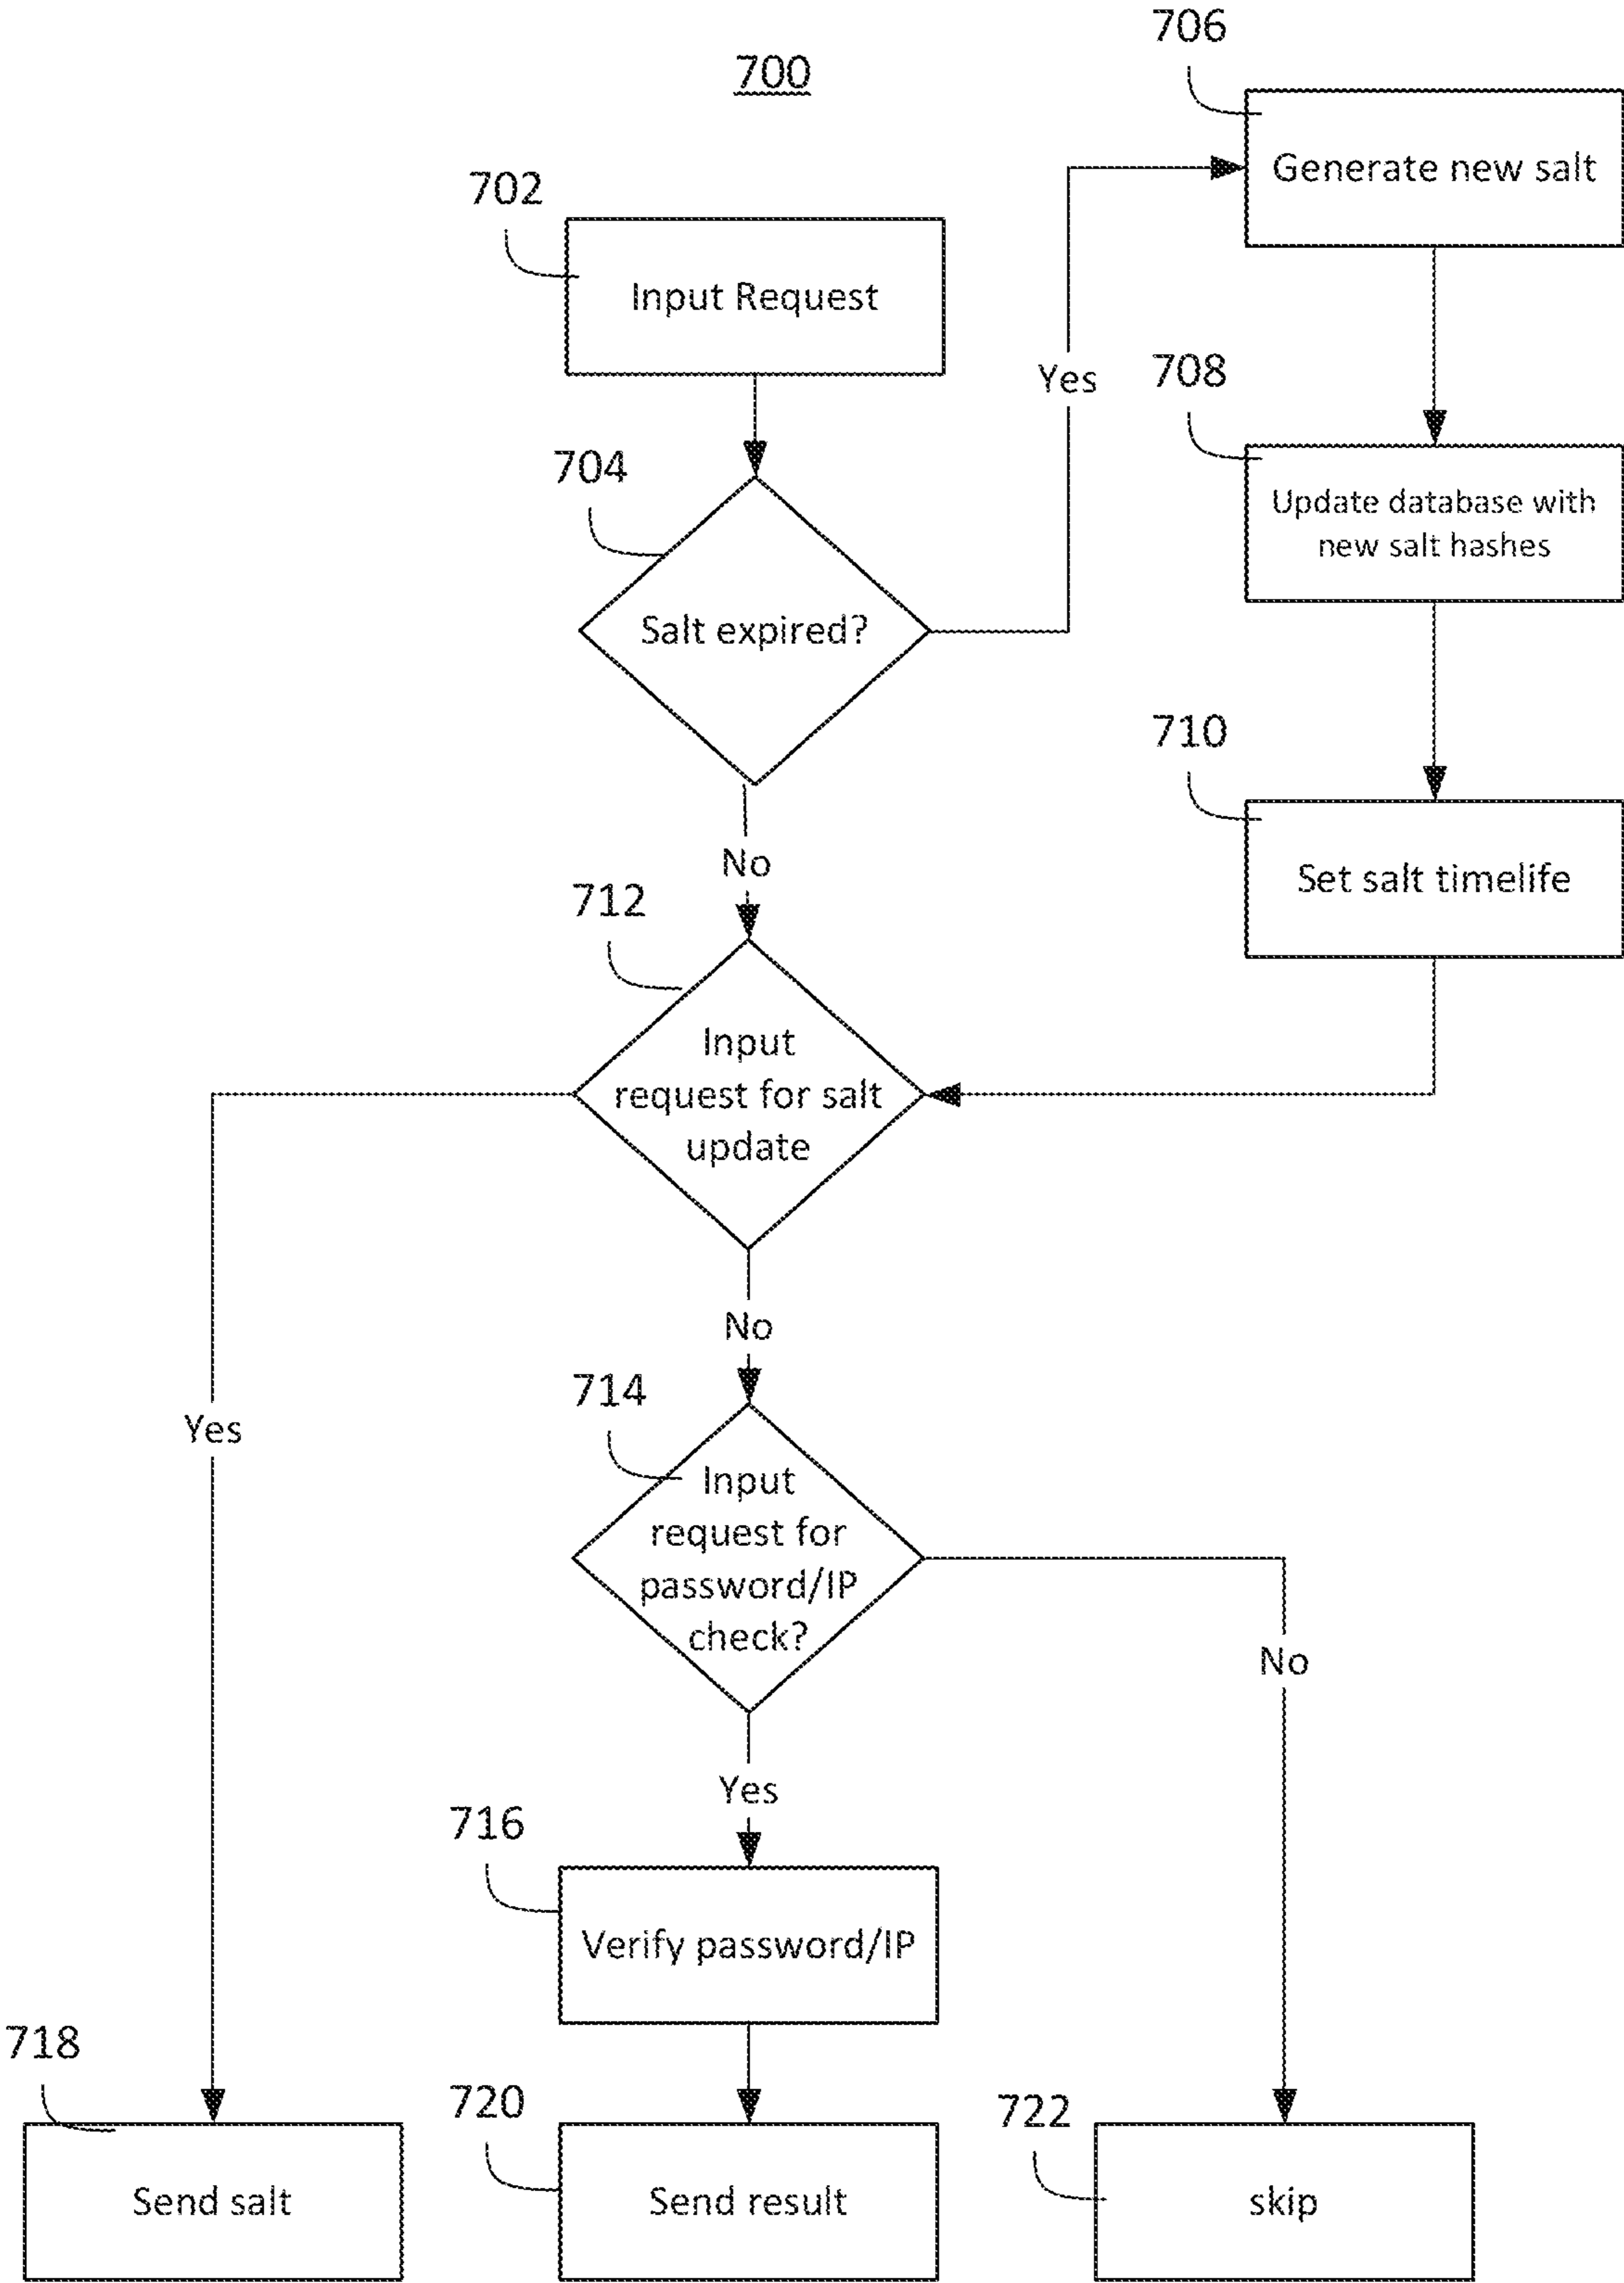 706
700
Generate new salt
702
Input Request
Yes
708
704
Update database with
new salt hashes
Salt expired?
710
No
Set salt timelife
712
Input
request for salt
update
No
714
Yes
Input
request for
password/IP
check?
No
Yes
716
Verify password/IP
718
720
722
Send salt
Send result
skip